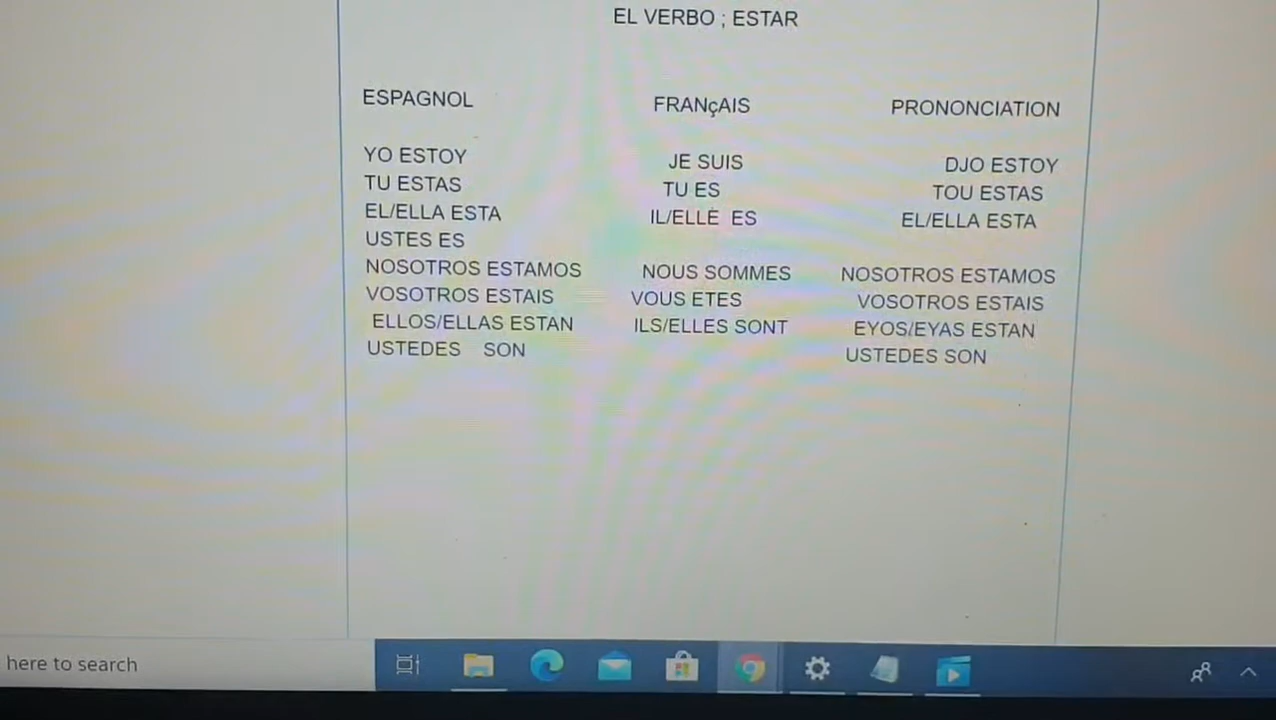 EL VERBO ; ESTAR
ESPAGNOL FRANçAIS PRONONCIATION
YO ESTOY JE SUIS DJO ESTOY
TU ESTAS TU ES TOU ESTAS
EL/ELLA ESTA IL/ELLE ES EL/ELLA ESTA
USTES ES
NOSOTROS ESTAMOS NOUS SOMMES NOSOTROS ESTAMOS
VOSOTROS ESTAIS VOUS ETES VOSOTROS ESTAIS
ELLOS/ELLAS ESTAN ILS/ELLES SONT EYOS/EYAS ESTAN
USTEDES SON USTEDES SON
here to search